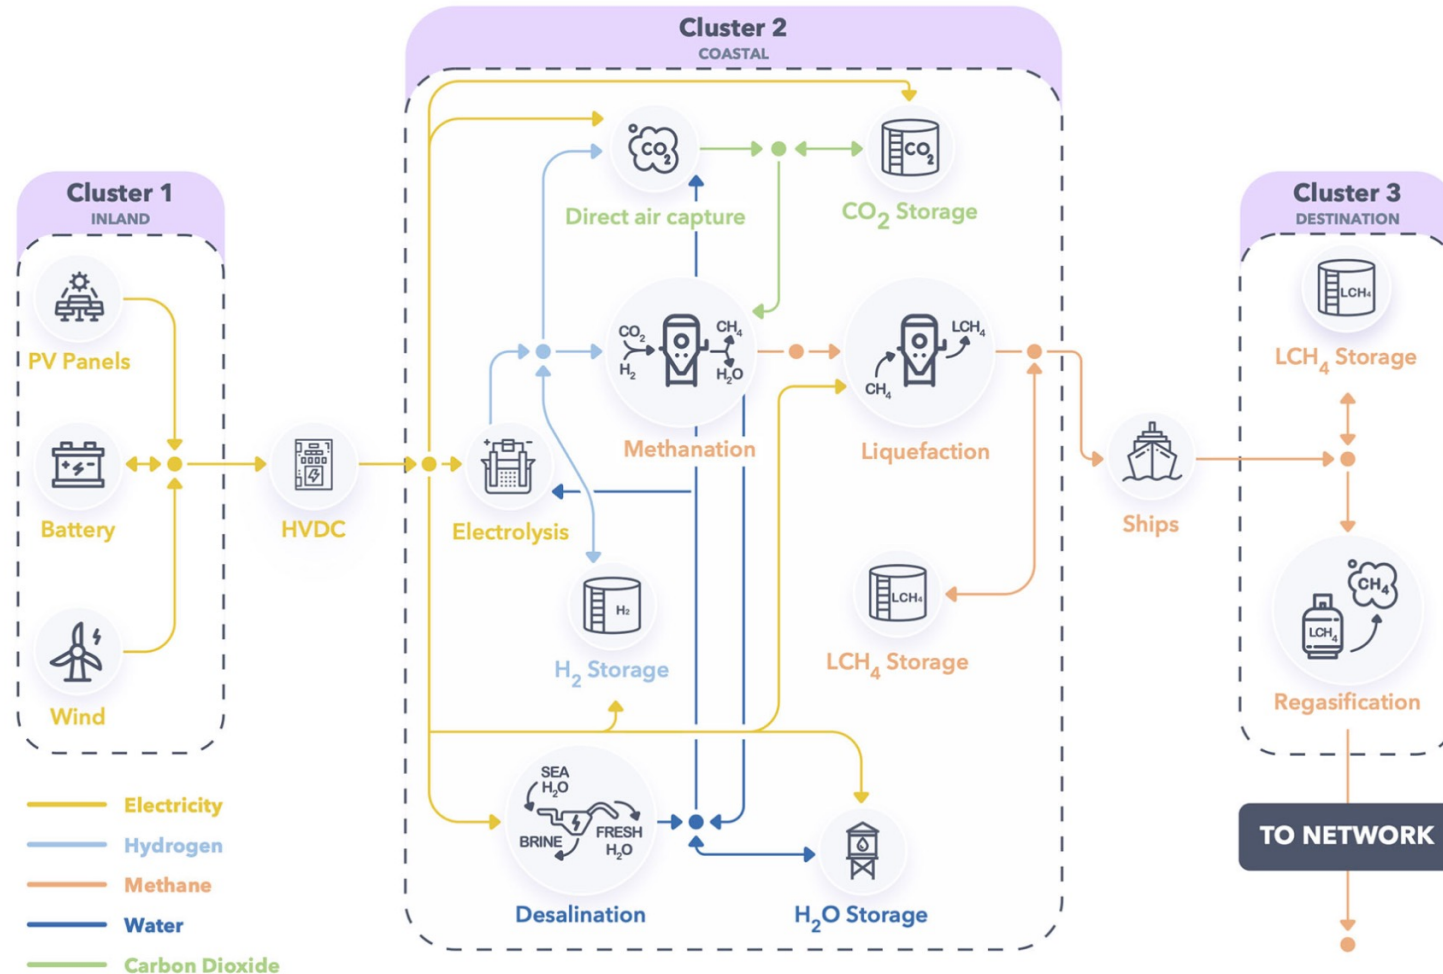 Cluster 2
COASTAL
CO2
Direct air capture
CO2
CO2 Storage
Cluster 1
INLAND
PV Panels
Battery
Wind
HVDC
Electrolysis
CO2
H2
CH4
H2O
Methanation
CH4
LCH4
Liquefaction
H2
H2 Storage
LCH4
LCH4 Storage
SEA
H2O
BRINE
FRESH
H2O
Desalination
H2O Storage
Ships
Cluster 3
DESTINATION
LCH4
LCH4 Storage
CH4
LCH4
Regasification
TO NETWORK
Electricity
Hydrogen
Methane
Water
Carbon Dioxide